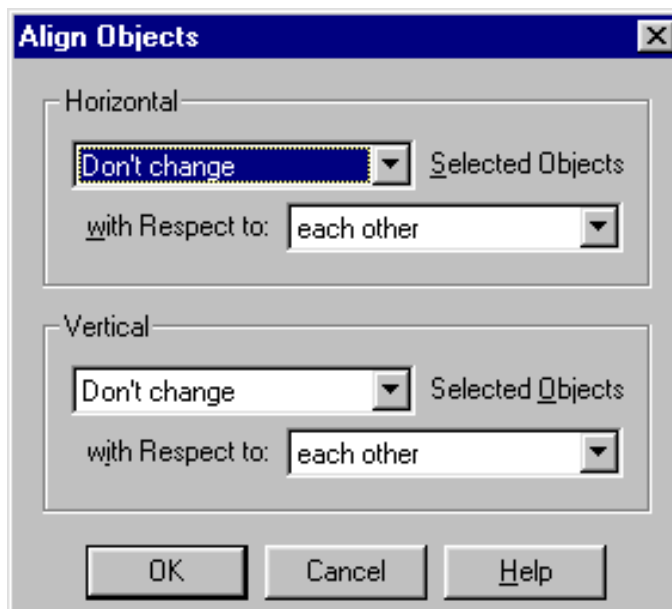 Align Objects
Horizontal
Don't change Selected Objects
with Respect to: each other
Vertical
Don't change Selected Objects
with Respect to: each other
OK Cancel Help